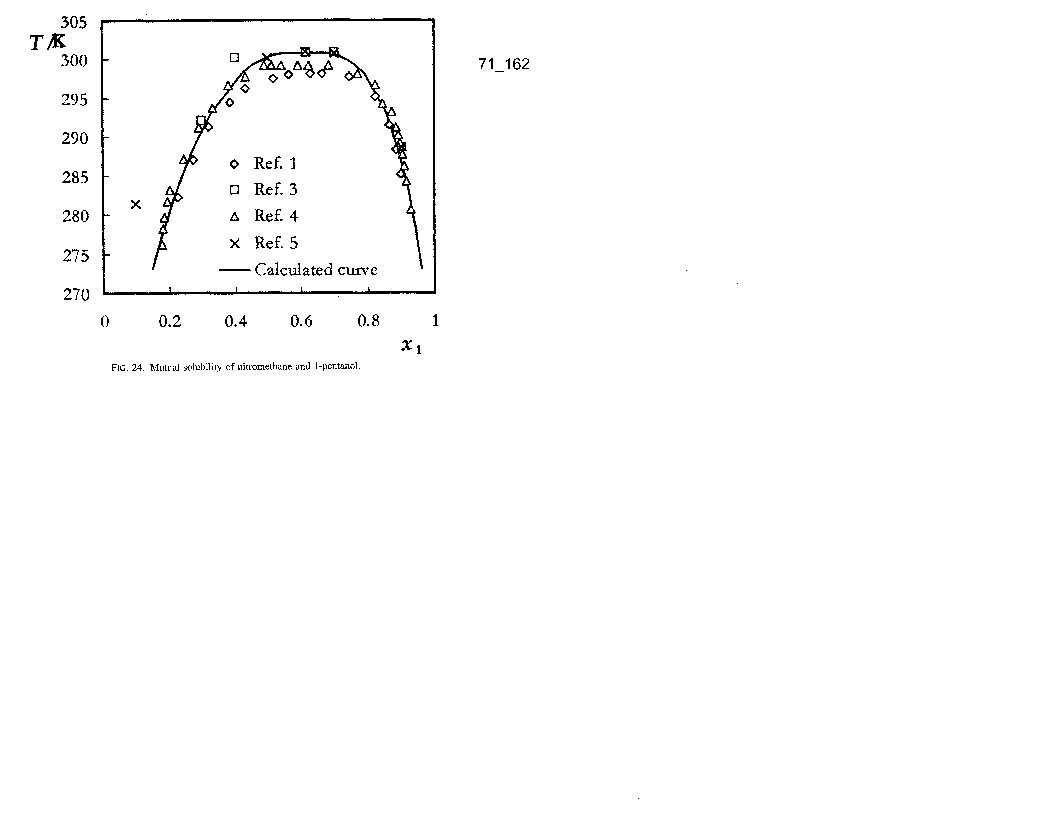 305
T/K
300
71_162
295
290
Ref. 1
285
Ref. 3
280
Ref. 4
Ref. 5
275
Calculated curve
270
0 0.2 0.4 0.6 0.8 1
x1
FIG. 24. Mutual solubility of nitromethane and 1-pentanol.